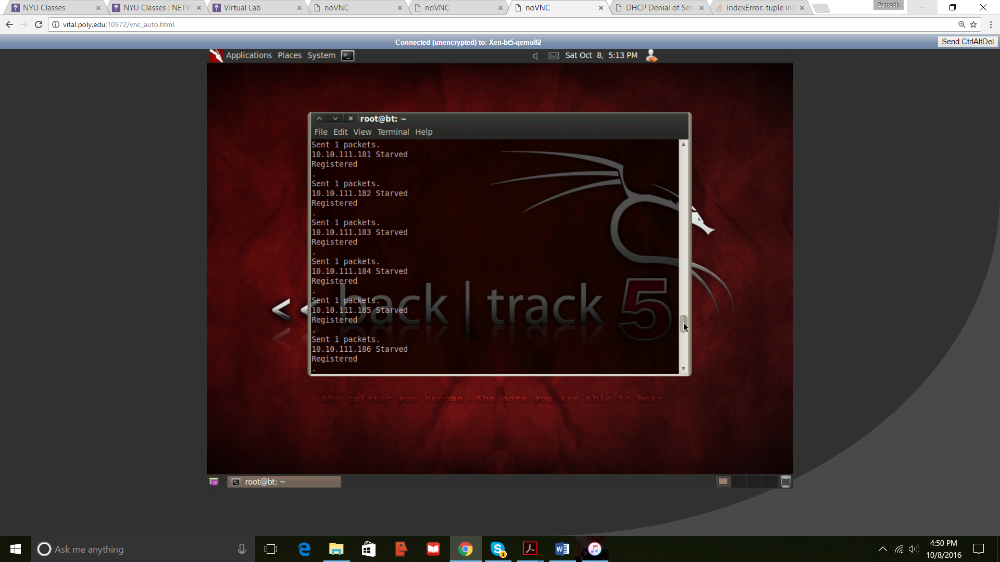 NYU Classes
NYU Classes : NETW
Virtual Lab
noVNC
noVNC
noVNC
DHCP Denial of Serv
IndexError: tuple ind
Sumedh
vital.poly.edu:10572/vnc_auto.html
Connected (unencrypted) to: Xen-bt5-qemu82
Send CtrlAltDel
Applications Places System
Sat Oct 8, 5:13 PM
root@bt: ~
File Edit View Terminal Help
Sent 1 packets.
10.10.111.181 Starved
Registered
.
Sent 1 packets.
10.10.111.182 Starved
Registered
.
Sent 1 packets.
10.10.111.183 Starved
Registered
.
Sent 1 packets.
10.10.111.184 Starved
Registered
.
Sent 1 packets.
10.10.111.185 Starved
Registered
.
Sent 1 packets.
10.10.111.186 Starved
Registered
.
<< back | track 5
the quieter you become, the more you are able to hear
root@bt: ~
Ask me anything
4:50 PM
10/8/2016